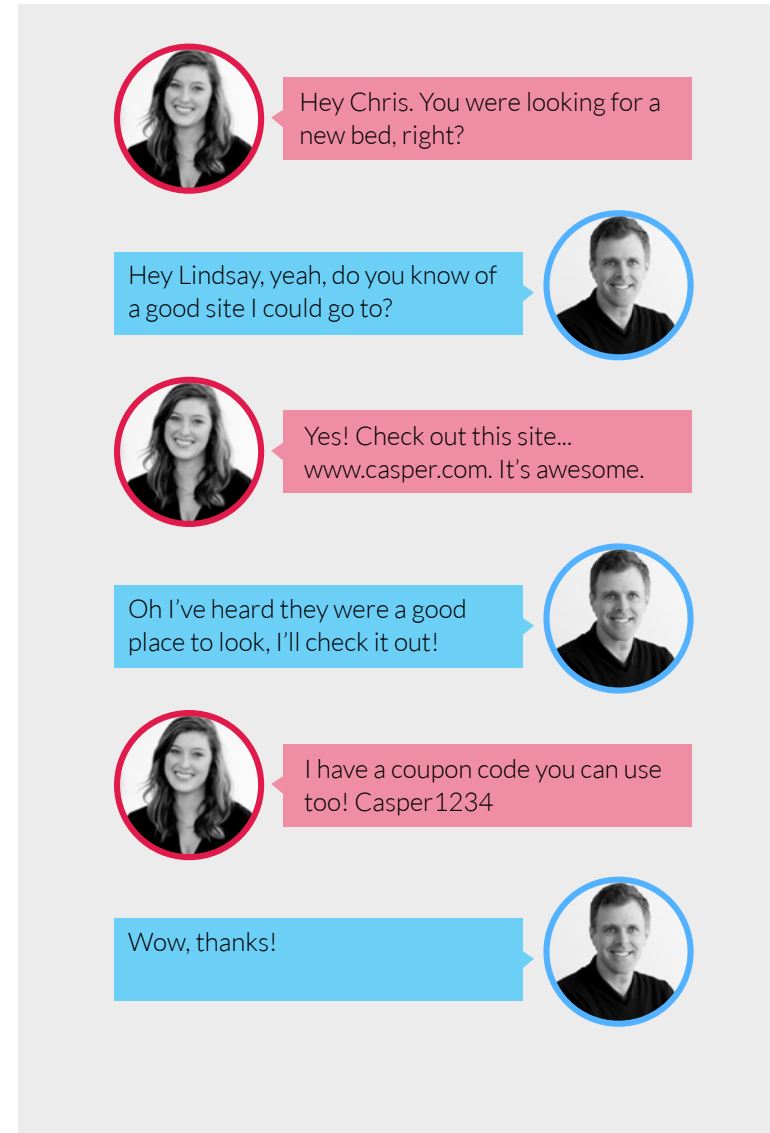 Hey Chris. You were looking for a
new bed, right?
Hey Lindsay, yeah, do you know of
a good site I could go to?
Yes! Check out this site...
www.casper.com. It’s awesome.
Oh I’ve heard they were a good
place to look, I’ll check it out!
I have a coupon code you can use
too! Casper1234
Wow, thanks!